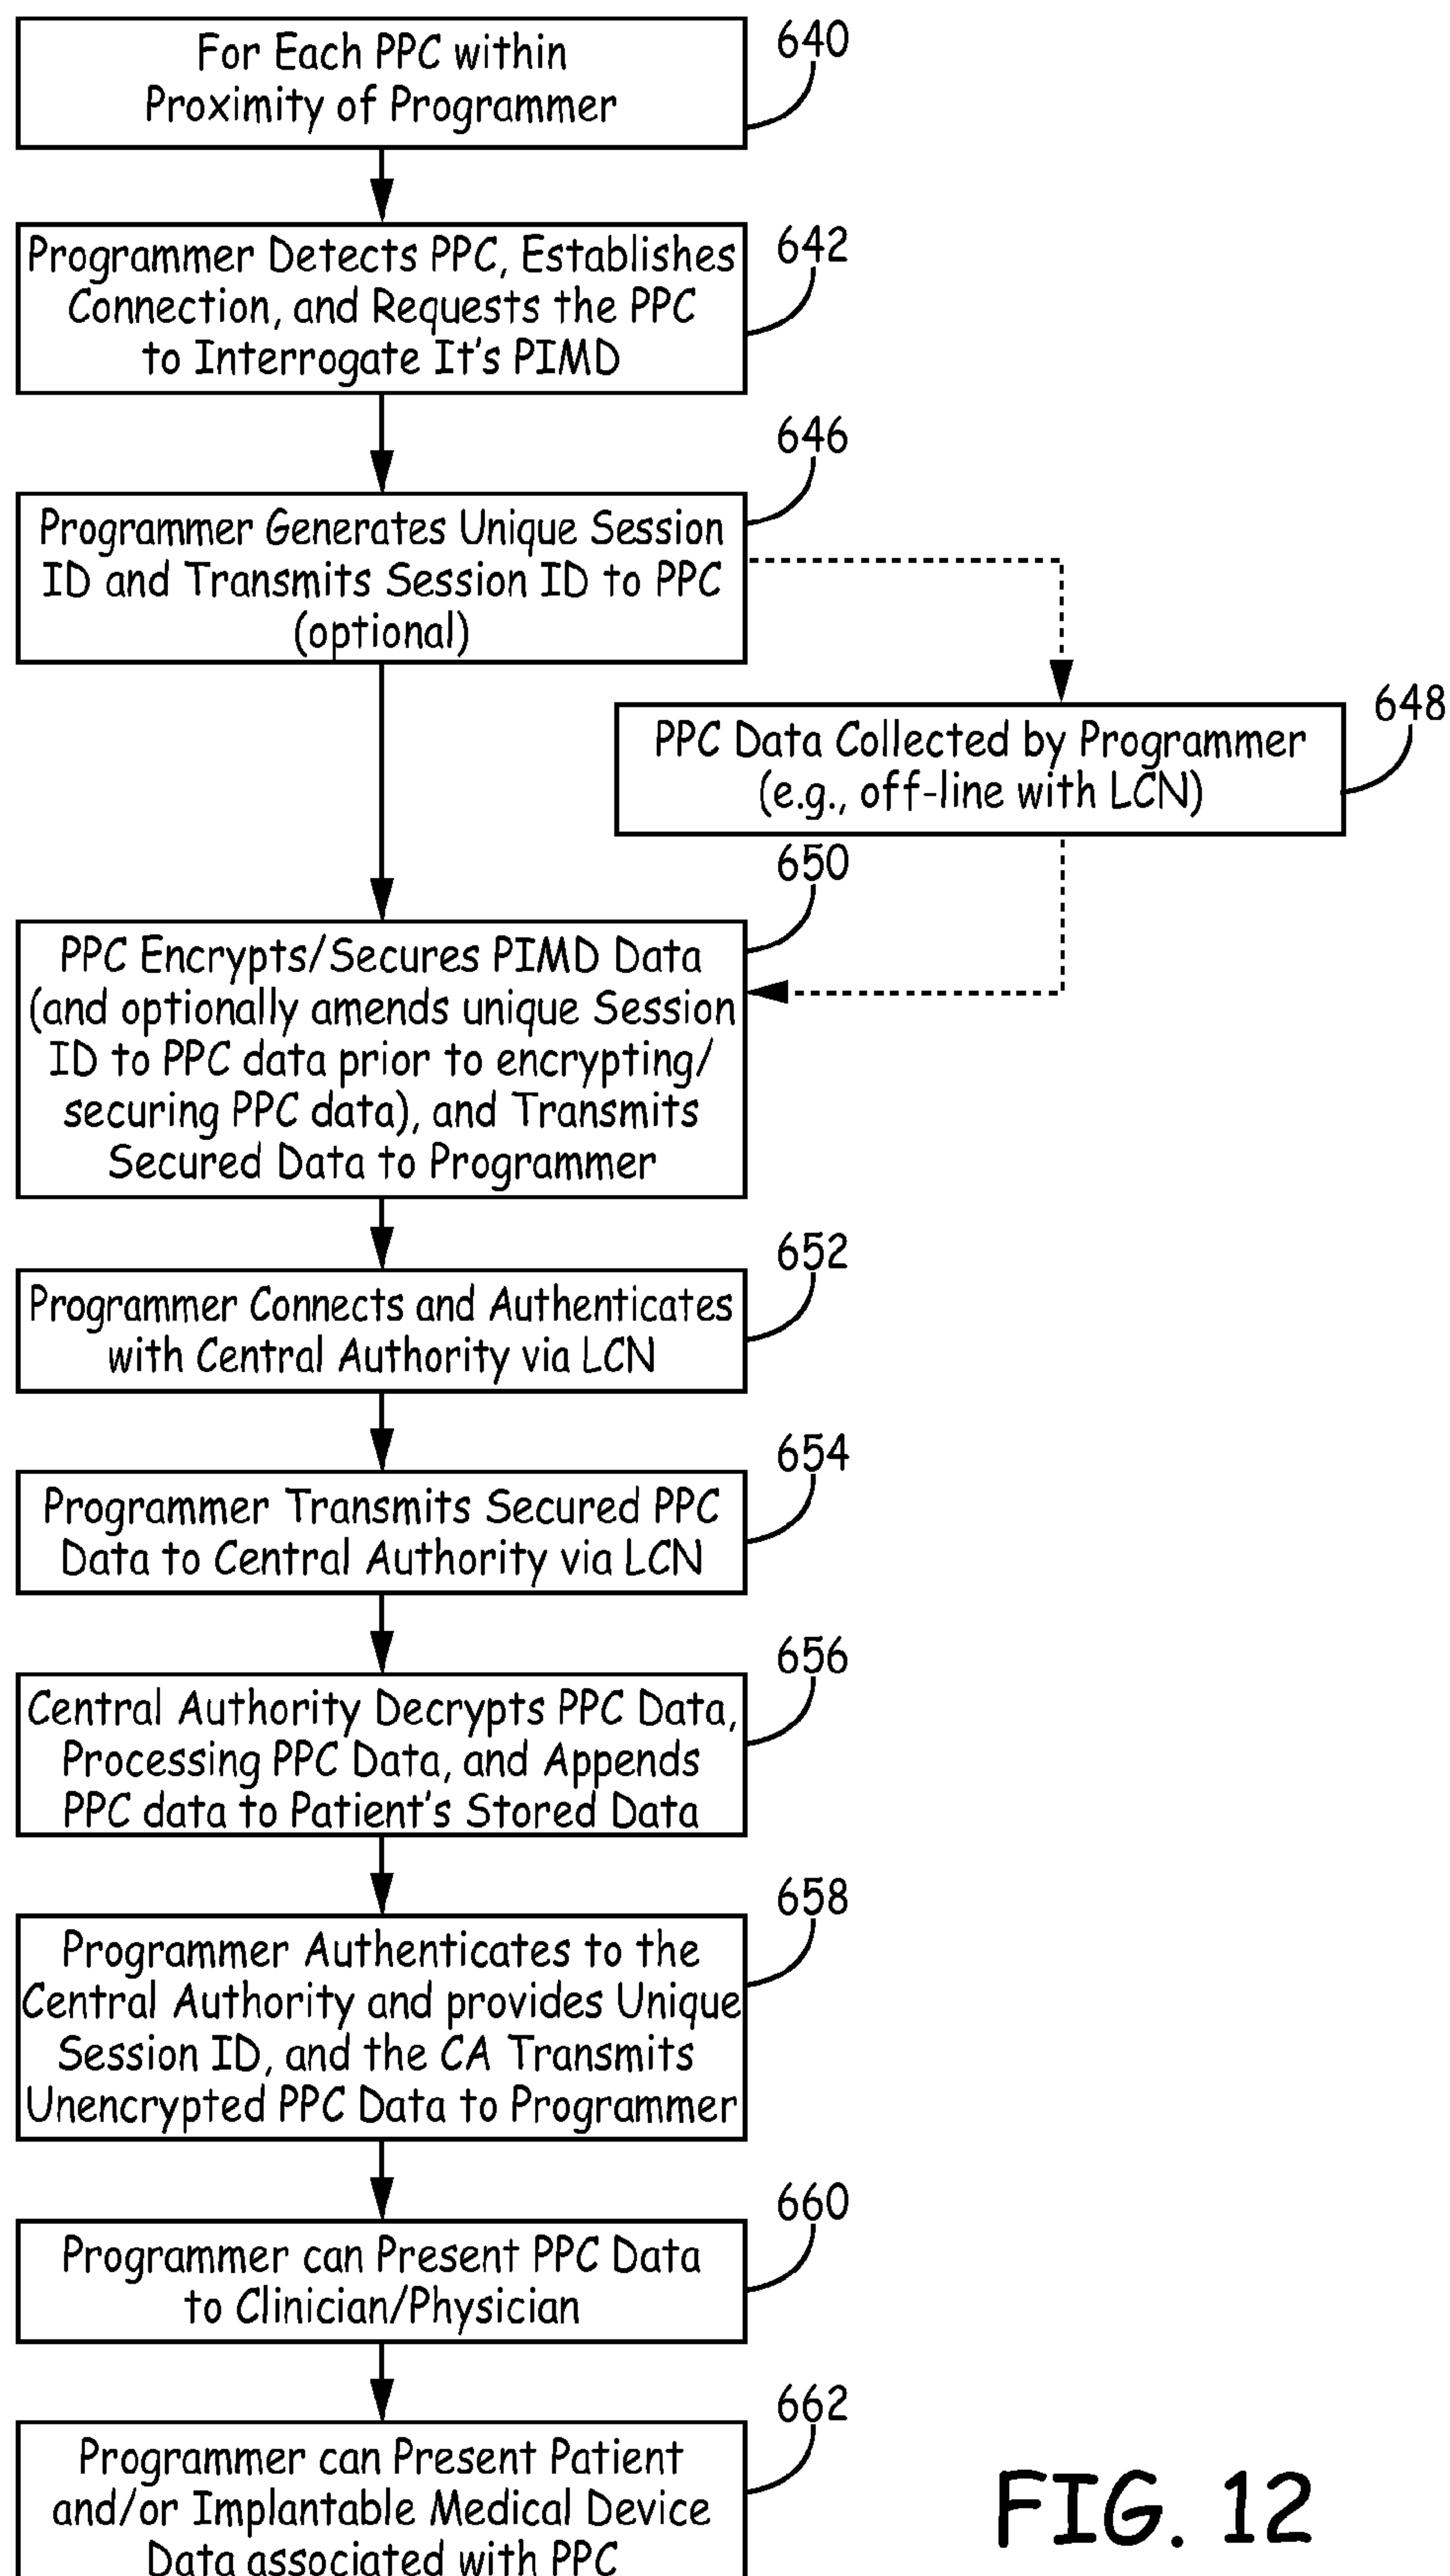 For Each PPC within
Proximity of Programmer
640
Programmer Detects PPC, Establishes
Connection, and Requests the PPC
to Interrogate It's PIMD
642
Programmer Generates Unique Session
ID and Transmits Session ID to PPC
(optional)
646
PPC Data Collected by Programmer
(e.g., off-line with LCN)
648
PPC Encrypts/Secures PIMD Data
(and optionally amends unique Session
ID to PPC data prior to encrypting/
securing PPC data), and Transmits
Secured Data to Programmer
650
Programmer Connects and Authenticates
with Central Authority via LCN
652
Programmer Transmits Secured PPC
Data to Central Authority via LCN
654
Central Authority Decrypts PPC Data,
Processing PPC Data, and Appends
PPC data to Patient's Stored Data
656
Programmer Authenticates to the
Central Authority and provides Unique
Session ID, and the CA Transmits
Unencrypted PPC Data to Programmer
658
Programmer can Present PPC Data
to Clinician/Physician
660
Programmer can Present Patient
and/or Implantable Medical Device
Data associated with PPC
662
FIG. 12